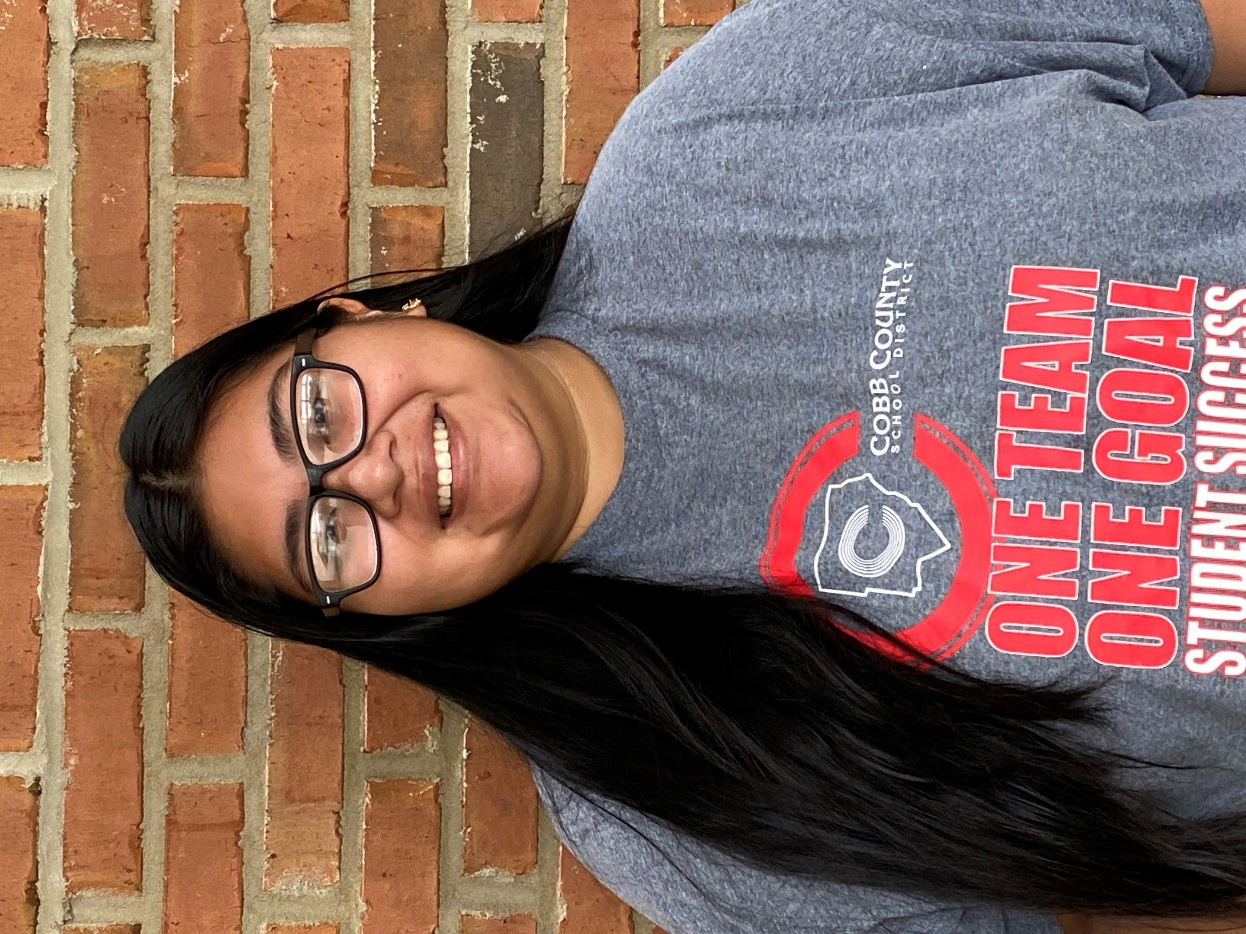 COBB COUNTY
SCHOOL DISTRICT
ONE TEAM
ONE GOAL
STUDENT SUCCESS